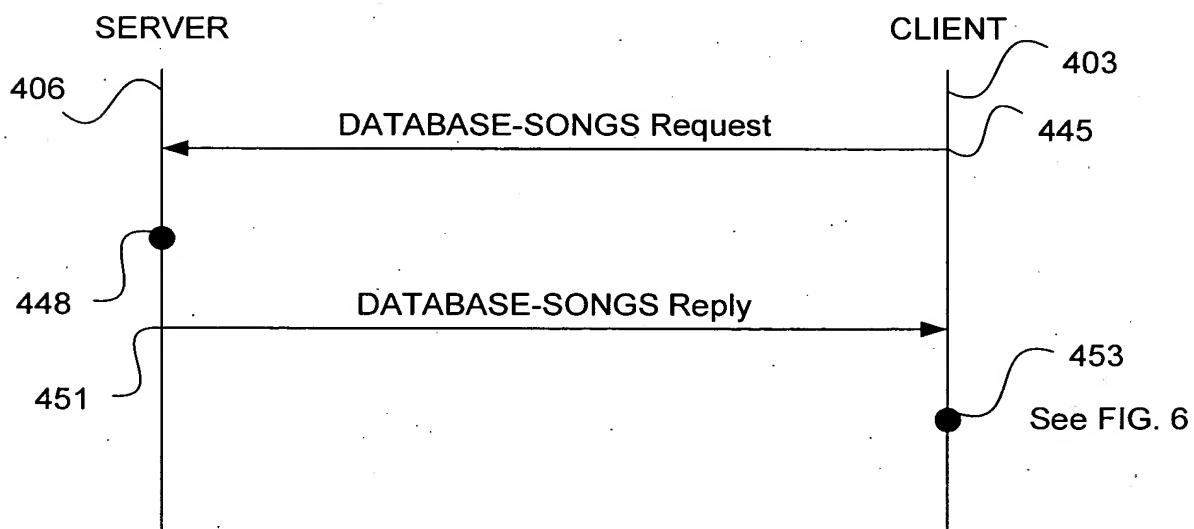 SERVER
CLIENT
406
403
DATABASE-SONGS Request
445
448
DATABASE-SONGS Reply
451
453
See FIG. 6